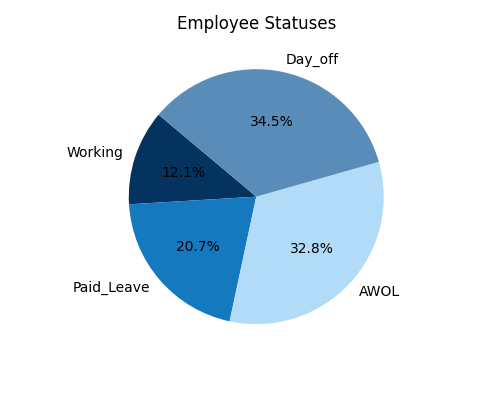 Employee Statuses
Day_off
34.5%
Working
12.1%
20.7%
32.8%
Paid_Leave
AWOL